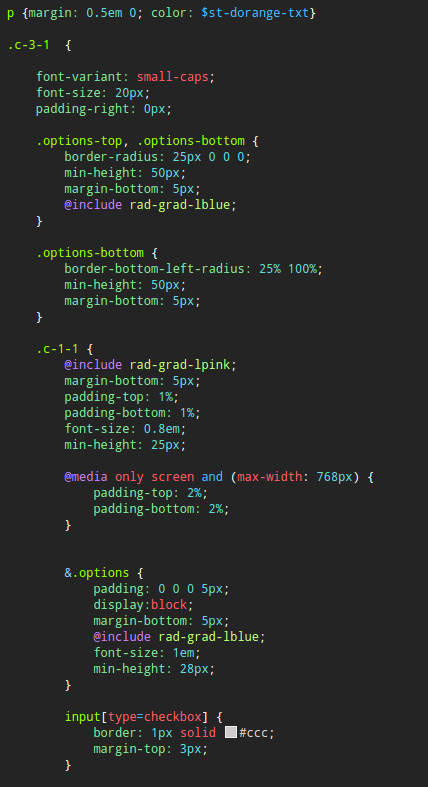 p {margin: 0.5em 0; color: $st-dorange-txt}
.c-3-1  {
font-variant: small-caps;
font-size: 20px;
padding-right: 0px;
.options-top, .options-bottom {
border-radius: 25px 0 0 0;
min-height: 50px;
margin-bottom: 5px;
@include rad-grad-lblue;
}
.options-bottom {
border-bottom-left-radius: 25% 100%;
min-height: 50px;
margin-bottom: 5px;
}
.c-1-1 {
@include rad-grad-lpink;
margin-bottom: 5px;
padding-top: 1%;
padding-bottom: 1%;
font-size: 0.8em;
min-height: 25px;
@media only screen and (max-width: 768px) {
padding-top: 2%;
padding-bottom: 2%;
}
&.options {
padding: 0 0 0 5px;
display:block;
margin-bottom: 5px;
@include rad-grad-lblue;
font-size: 1em;
min-height: 28px;
}
input[type=checkbox] {
border: 1px solid #ccc;
margin-top: 3px;
}